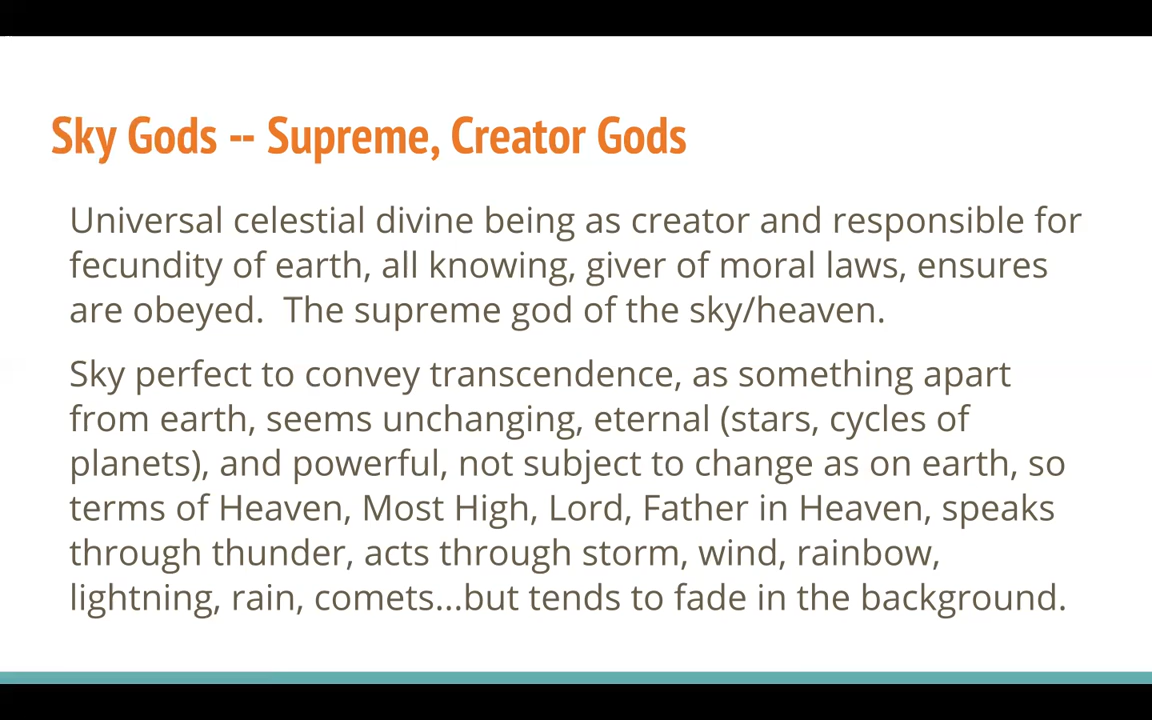 Sky Gods -- Supreme, Creator Gods
Universal celestial divine being as creator and responsible for
fecundity of earth, all knowing, giver of moral laws, ensures
are obeyed.  The supreme god of the sky/heaven.
Sky perfect to convey transcendence, as something apart
from earth, seems unchanging, eternal (stars, cycles of
planets), and powerful, not subject to change as on earth, so
terms of Heaven, Most High, Lord, Father in Heaven, speaks
through thunder, acts through storm, wind, rainbow,
lightning, rain, comets...but tends to fade in the background.